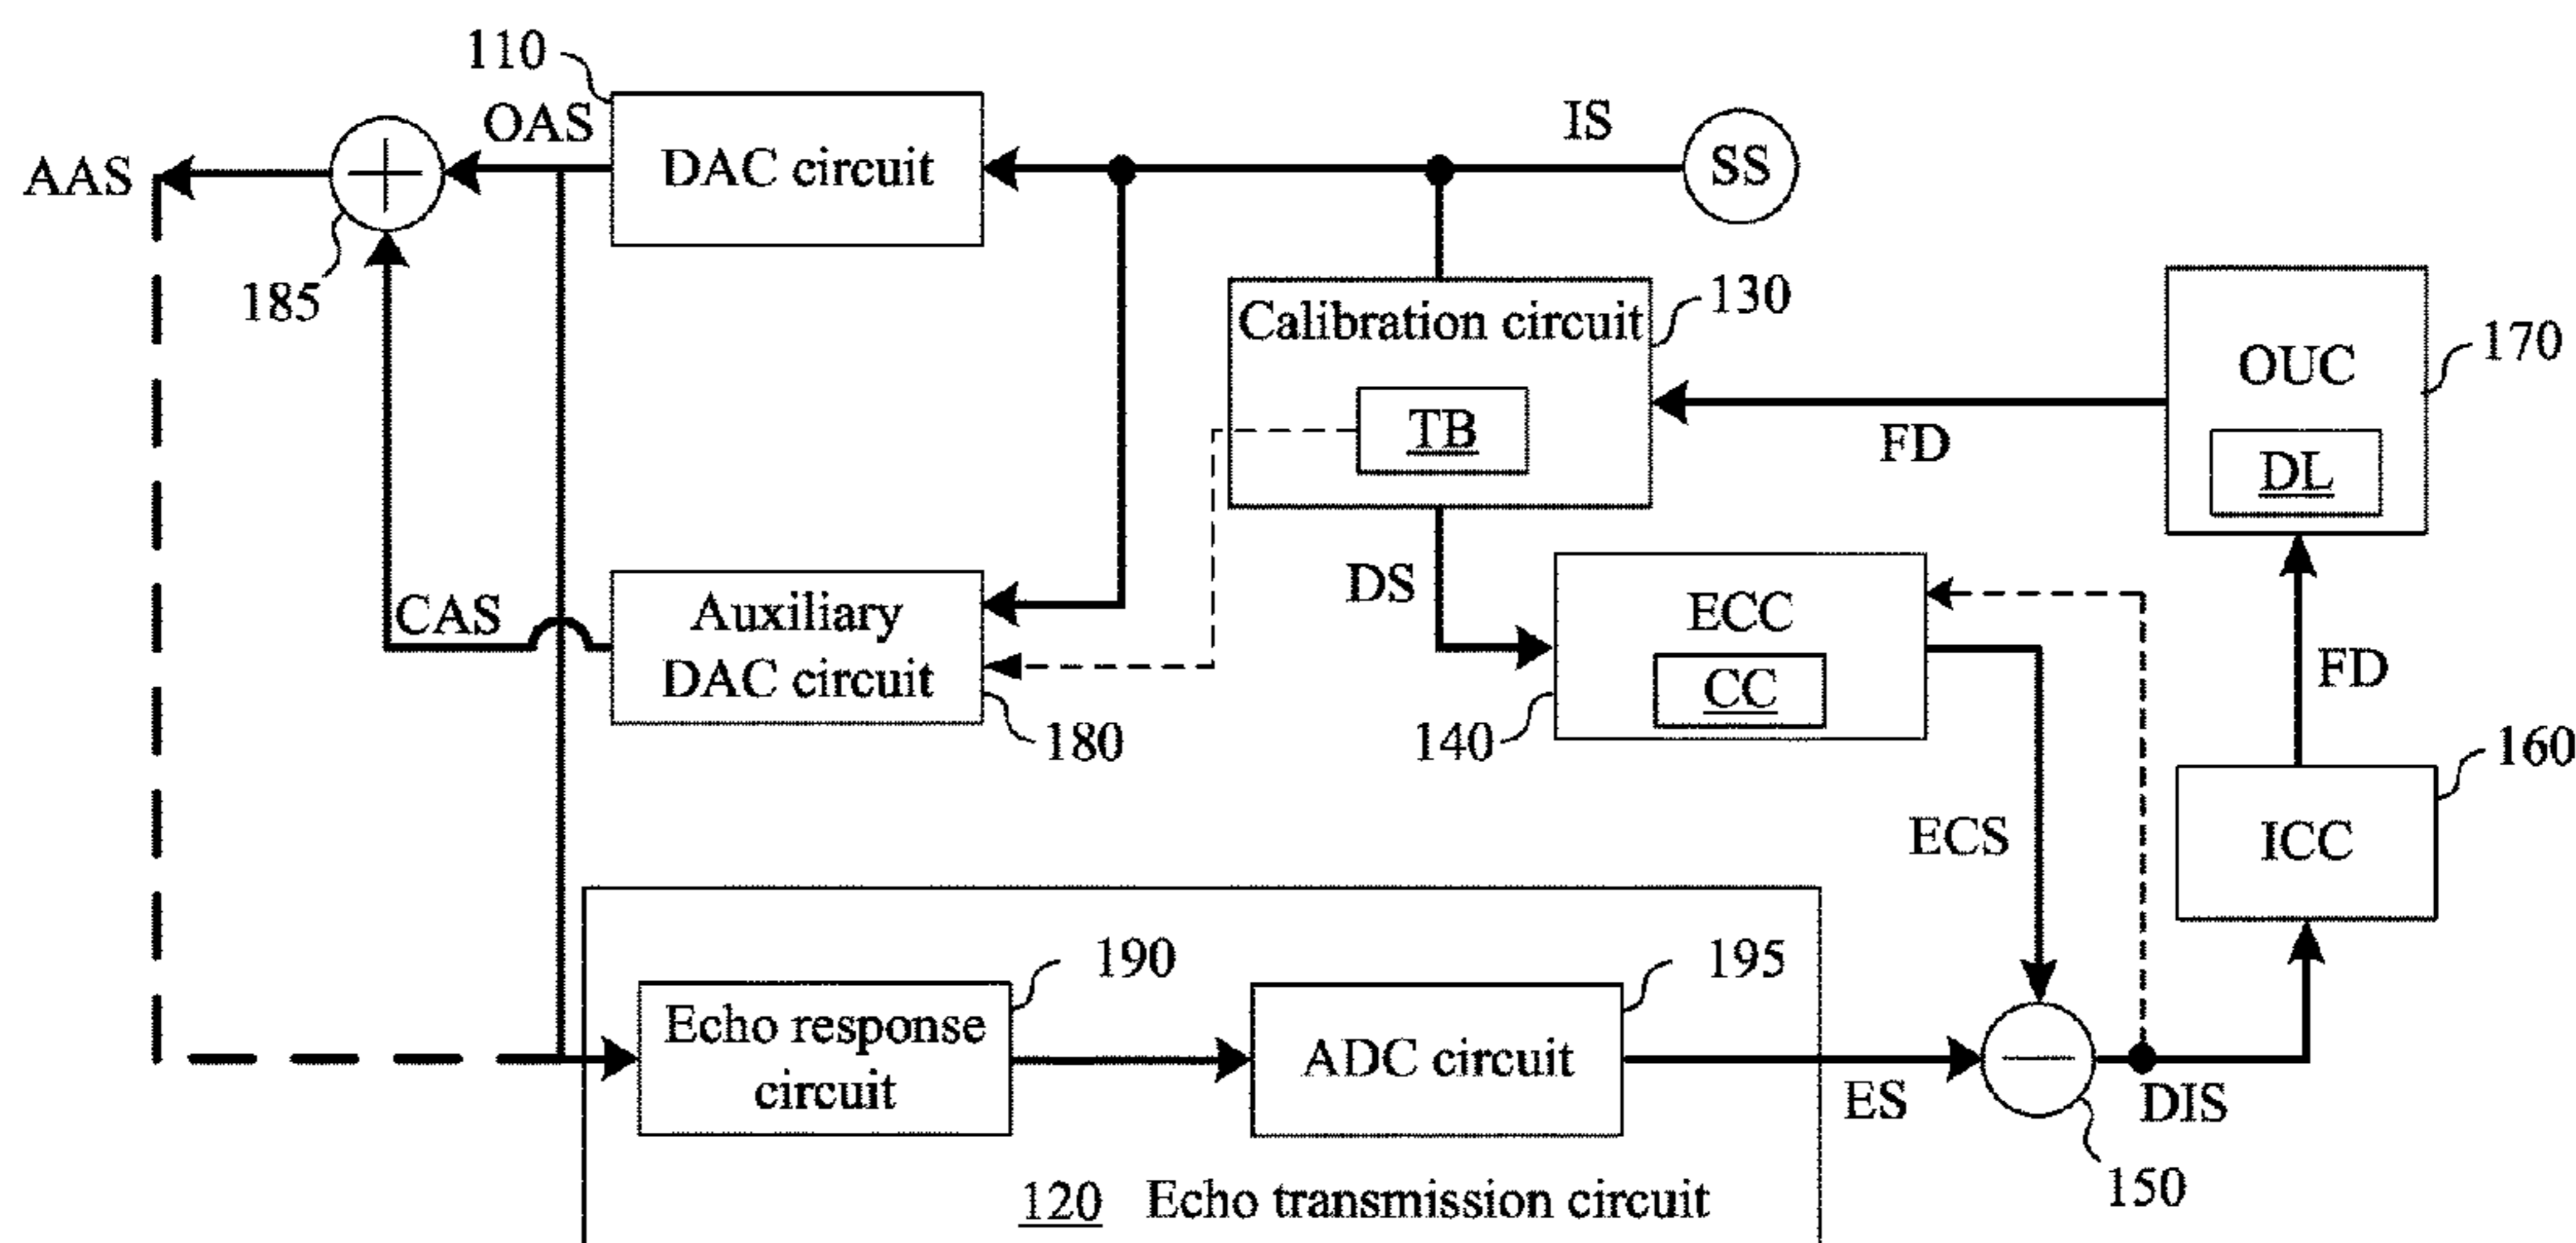 110
OAS
DAC circuit
IS
SS
AAS
185
Calibration circuit
130
TB
OUC
170
DL
FD
CAS
Auxiliary
DAC circuit
180
DS
ECC
CC
140
FD
160
ICC
ECS
190
Echo response
circuit
195
ADC circuit
ES
DIS
150
120 Echo transmission circuit